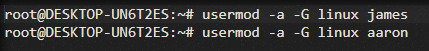 root@DESKTOP-UN6T2ES:~# usermod -a -G linux james
root@DESKTOP-UN6T2ES:~# usermod -a -G linux aaron